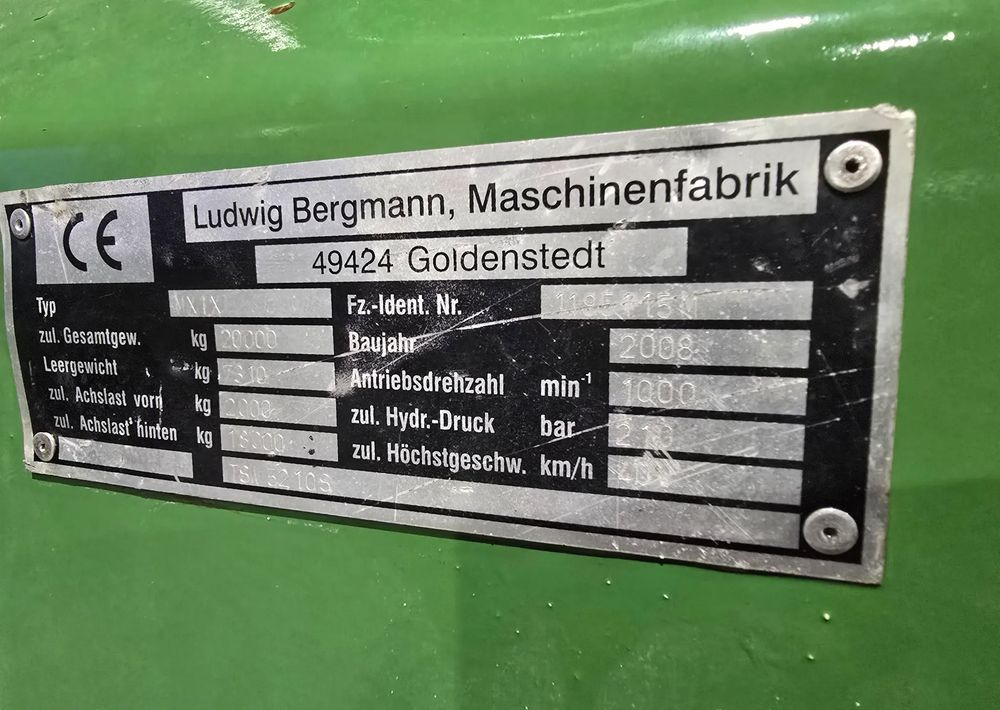 CE
Ludwig Bergmann, Maschinenfabrik
49424 Goldenstedt
Typ
Fz.-Ident. Nr.
zul. Gesamtgew. kg 20000
Baujahr 2008
Leergewicht kg
Antriebsdrehzahl min⁻¹ 1000
zul. Achslast vorn kg 2000
zul. Hydr.-Druck bar
zul. Achslast hinten kg 18000
zul. Höchstgeschw. km/h 40